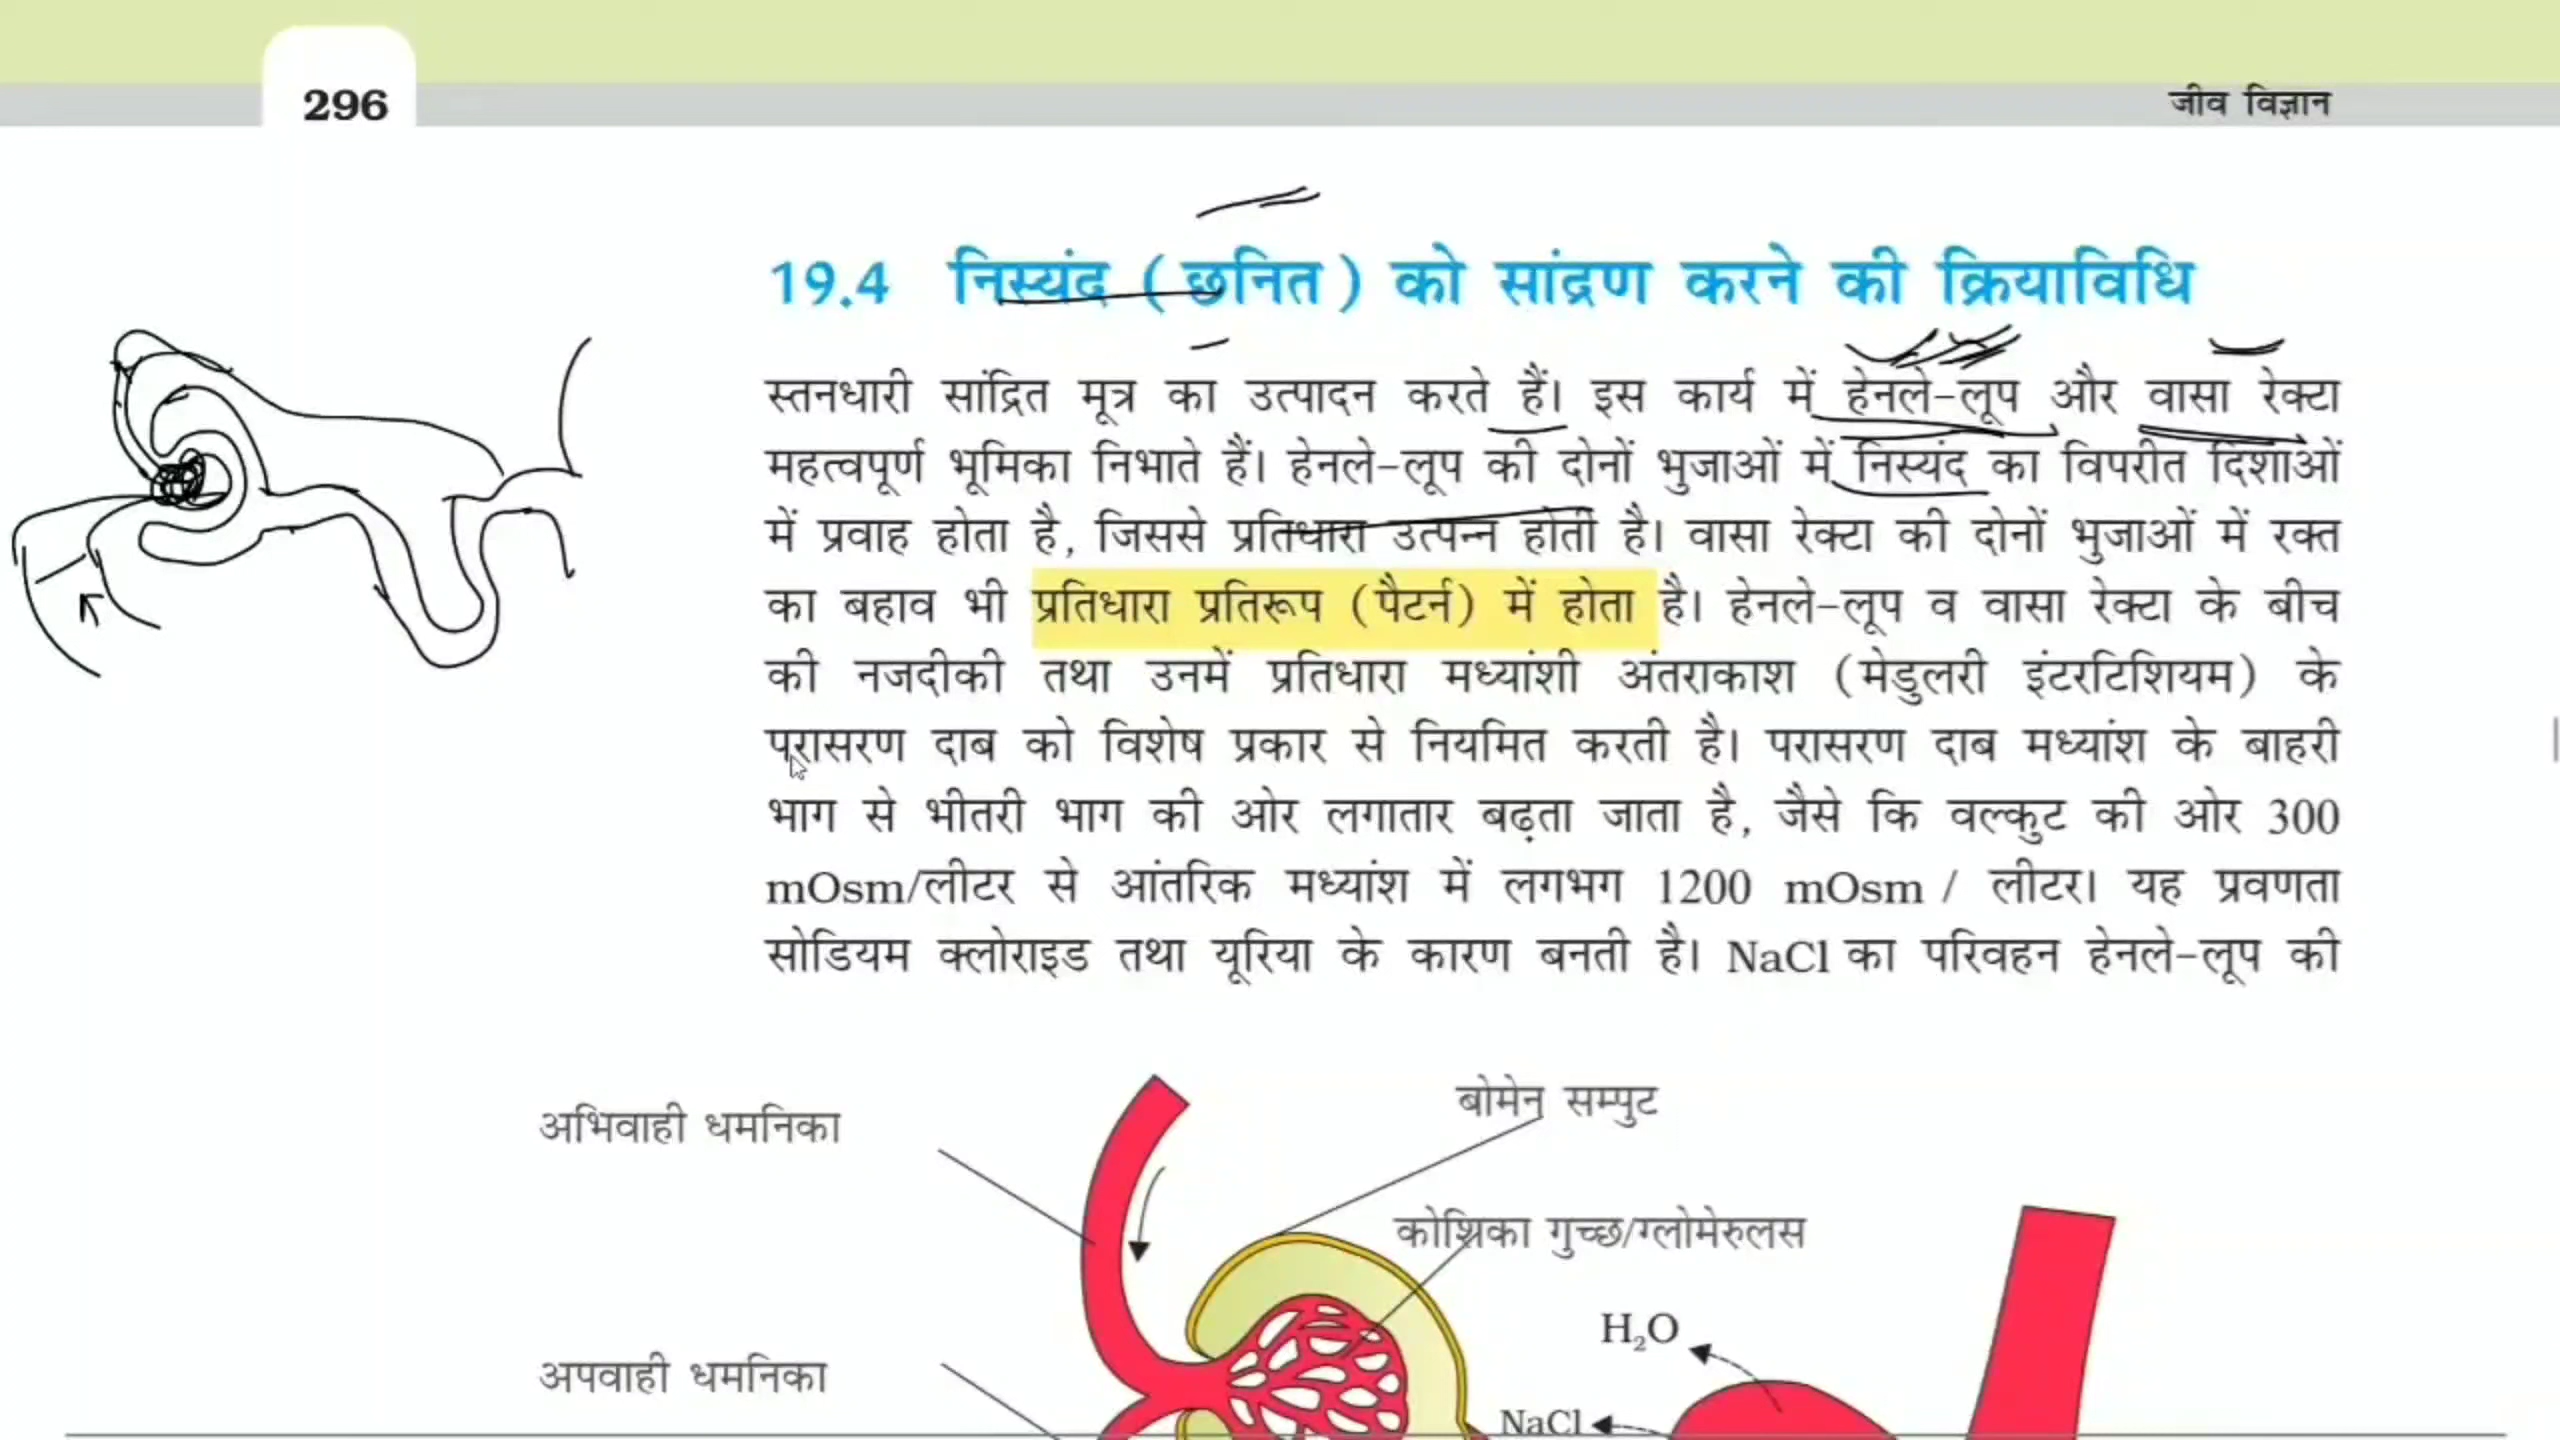 296
जीव विज्ञान
19.4 निस्यंद (छनित) को सांद्रण करने की क्रियाविधि
स्तनधारी सांद्रित मूत्र का उत्पादन करते हैं। इस कार्य में हेनले-लूप और वासा रेक्टा
महत्वपूर्ण भूमिका निभाते हैं। हेनले-लूप की दोनों भुजाओं में निस्यंद का विपरीत दिशाओं
में प्रवाह होता है, जिससे प्रतिधारा उत्पन्न होती है। वासा रेक्टा की दोनों भुजाओं में रक्त
का बहाव भी प्रतिधारा प्रतिरूप (पैटर्न) में होता है। हेनले-लूप व वासा रेक्टा के बीच
की नजदीकी तथा उनमें प्रतिधारा मध्यांशी अंतराकाश (मेडुलरी इंटरटिशियम) के
परासरण दाब को विशेष प्रकार से नियमित करती है। परासरण दाब मध्यांश के बाहरी
भाग से भीतरी भाग की ओर लगातार बढ़ता जाता है, जैसे कि वल्कुट की ओर 300
mOsm/लीटर से आंतरिक मध्यांश में लगभग 1200 mOsm / लीटर। यह प्रवणता
सोडियम क्लोराइड तथा यूरिया के कारण बनती है। NaCl का परिवहन हेनले-लूप की
बोमेन सम्पुट
अभिवाही धमनिका
कोशिका गुच्छ/ग्लोमेरुलस
H₂O
अपवाही धमनिका
NaCl